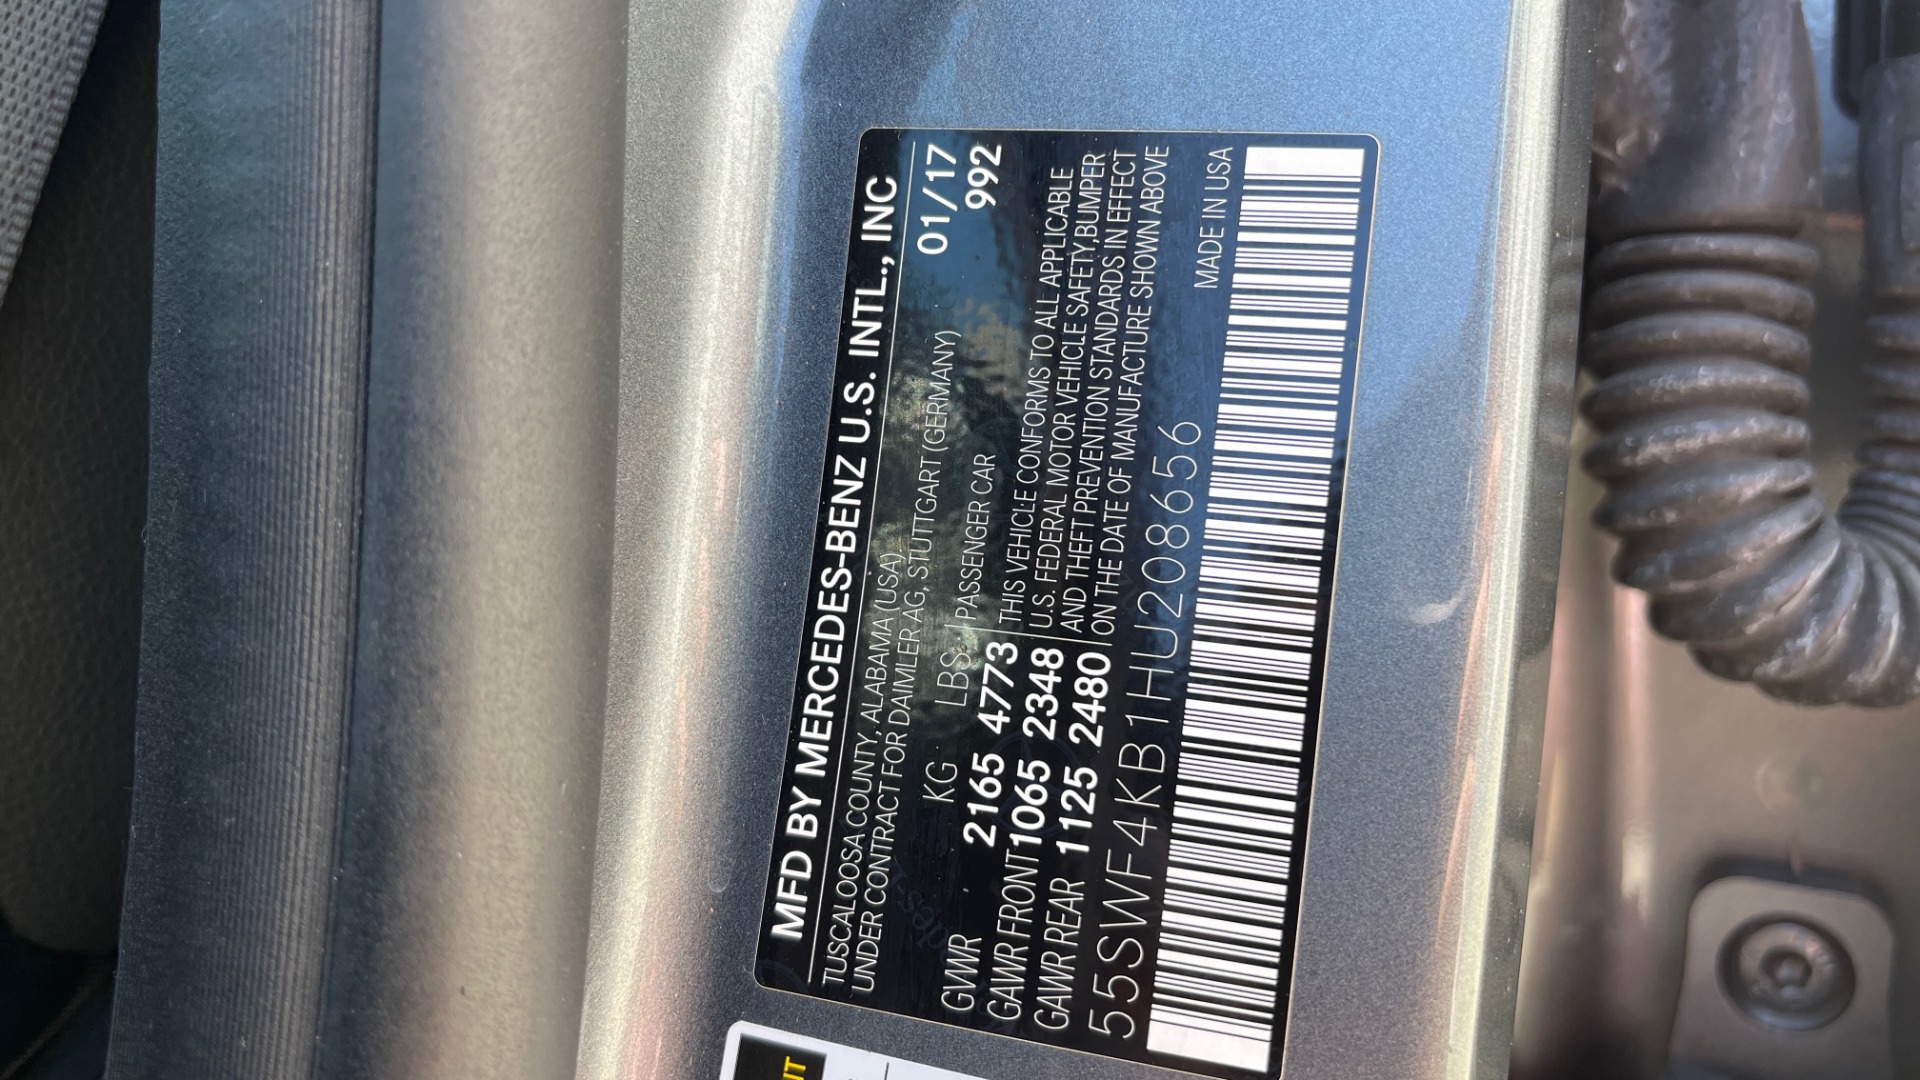 MFD BY MERCEDES-BENZ U.S. INTL., INC
TUSCALOOSA COUNTY, ALABAMA (USA)
01/17
UNDER CONTRACT FOR DAIMLER AG, STUTTGART (GERMANY)
992
KG LBS
PASSENGER CAR
GVWR 2165 4773
GAWR FRONT 1065 2348
GAWR REAR 1125 2480
THIS VEHICLE CONFORMS TO ALL APPLICABLE
U.S. FEDERAL MOTOR VEHICLE SAFETY,BUMPER
AND THEFT PREVENTION STANDARDS IN EFFECT
ON THE DATE OF MANUFACTURE SHOWN ABOVE
55SWF4KB1HU208656
MADE IN USA